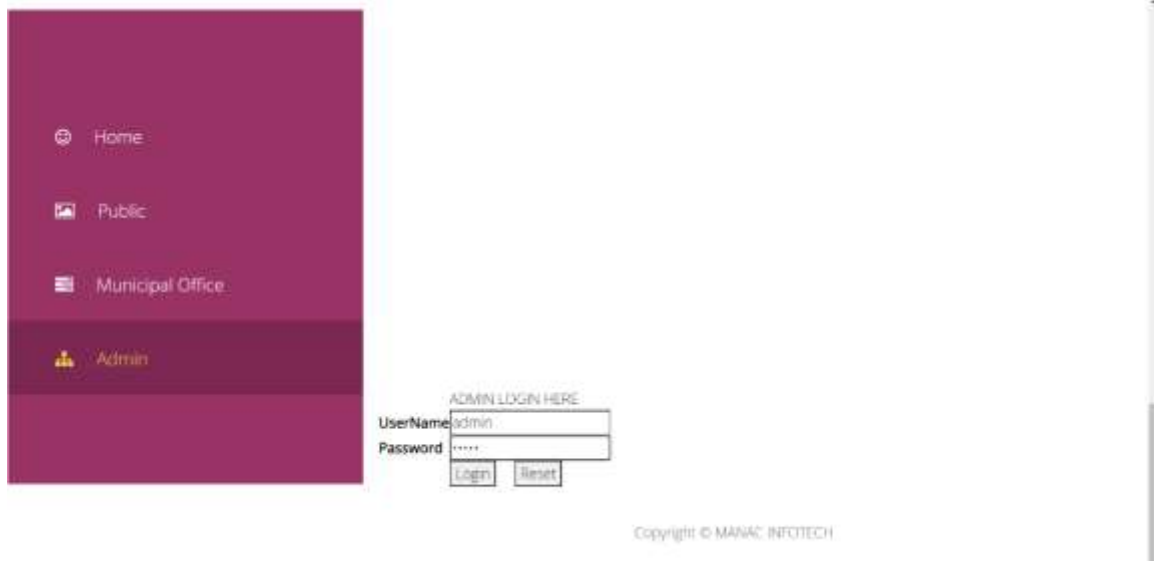 Home
Public
Municipal Office
Admin
ADMIN LOGIN HERE
UserName admin
Password •••••
Login Reset
Copyright © MANAC INFOTECH